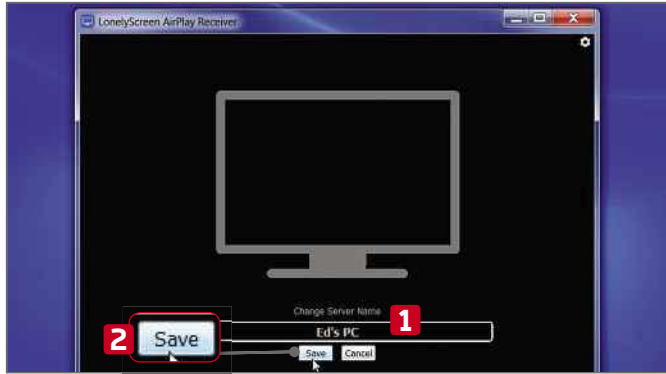 LonelyScreen AirPlay Receiver
Change Server Name
1
Ed's PC
2
Save
Save Cancel